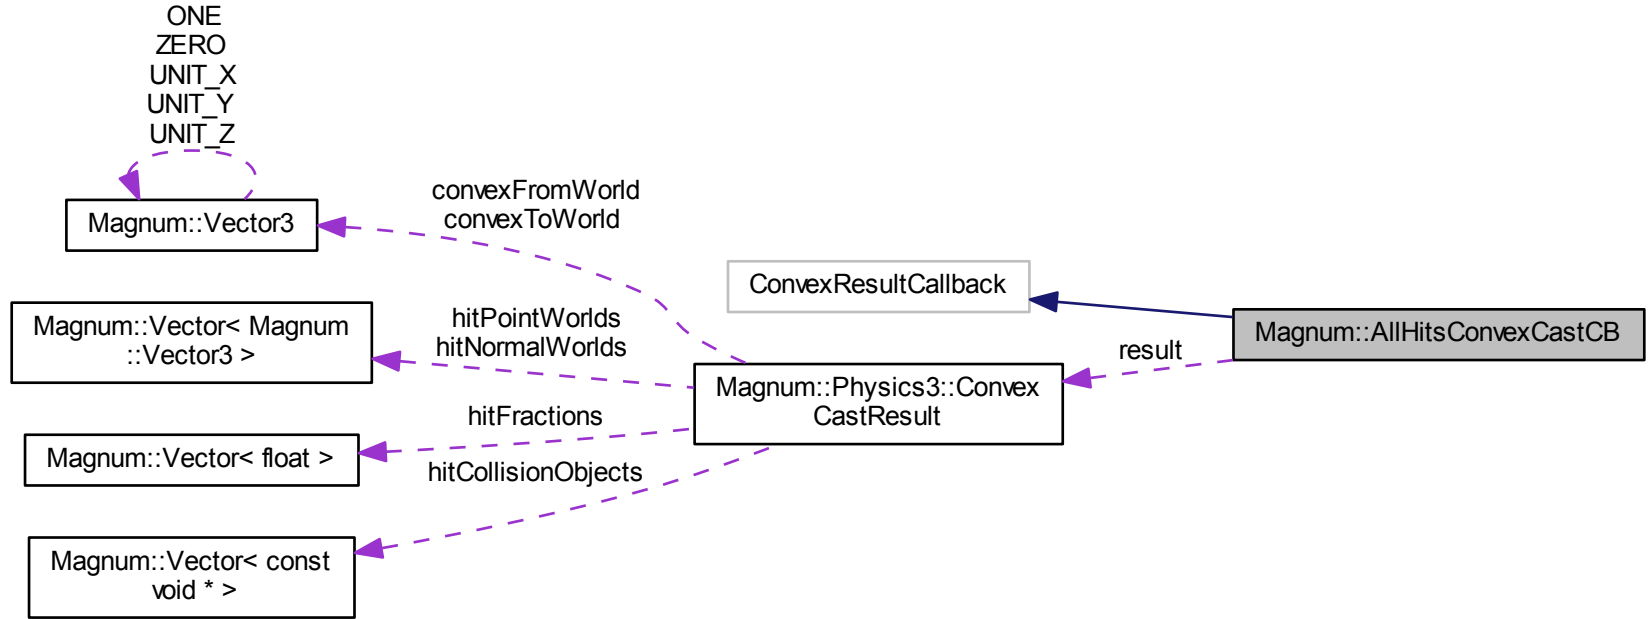 ONE
ZERO
UNIT_X
UNIT_Y
UNIT_Z
Magnum::Vector3
convexFromWorld
convexToWorld
ConvexResultCallback
Magnum::AllHitsConvexCastCB
result
Magnum::Vector< Magnum
::Vector3 >
hitPointWorlds
hitNormalWorlds
Magnum::Physics3::Convex
CastResult
hitFractions
Magnum::Vector< float >
hitCollisionObjects
Magnum::Vector< const
void * >